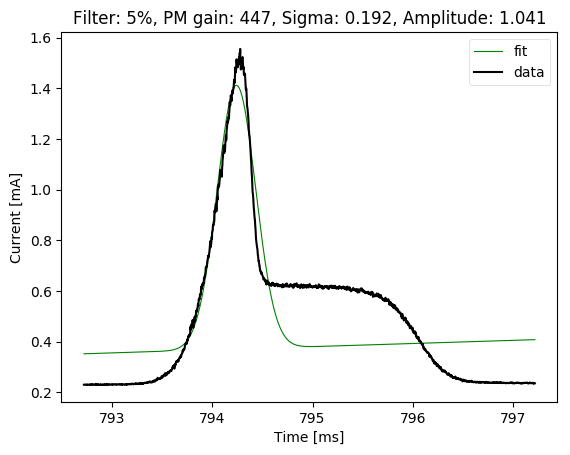 Filter: 5%, PM gain: 447, Sigma: 0.192, Amplitude: 1.041
fit
data
1.6
1.4
1.2
1.0
0.8
0.6
0.4
0.2
Current [mA]
793
794
795
796
797
Time [ms]